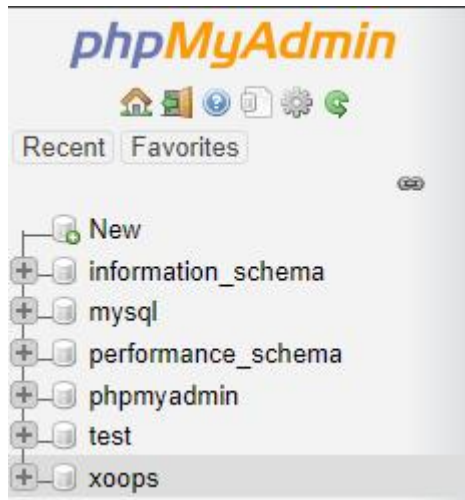 phpMyAdmin
Recent Favorites
New
information_schema
mysql
performance_schema
phpmyadmin
test
xoops